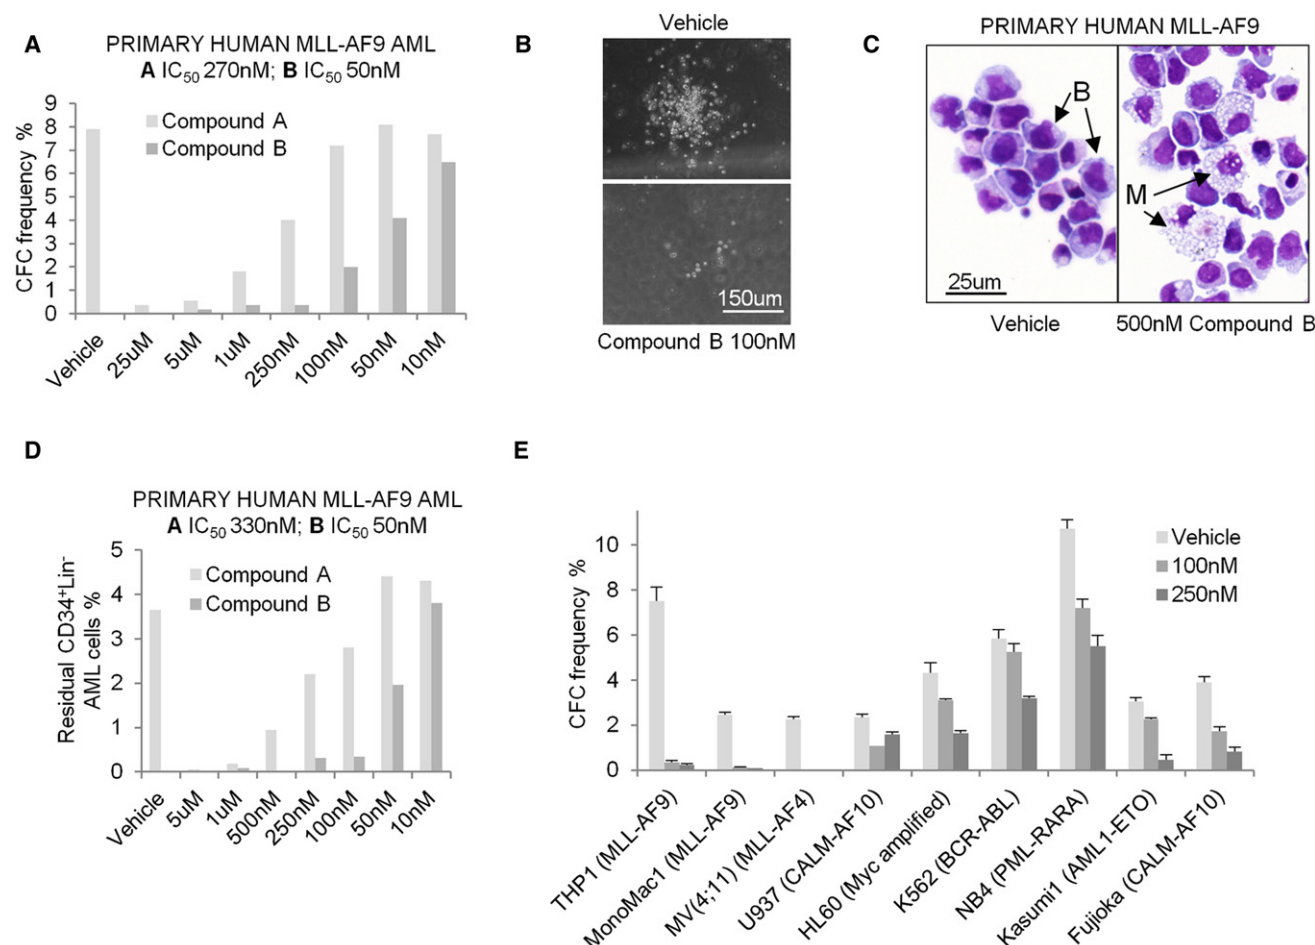 A
PRIMARY HUMAN MLL-AF9 AML
A IC50 270nM; B IC50 50nM
CFC frequency %
9
8
7
6
5
4
3
2
1
0
Compound A
Compound B
Vehicle
25uM
5uM
1uM
250nM
100nM
50nM
10nM
B
Vehicle
150um
Compound B 100nM
C
PRIMARY HUMAN MLL-AF9
B
M
25um
Vehicle
500nM Compound B
D
PRIMARY HUMAN MLL-AF9 AML
A IC50 330nM; B IC50 50nM
Residual CD34+Lin-
AML cells %
5
4
3
2
1
0
Compound A
Compound B
Vehicle
5uM
1uM
500nM
250nM
100nM
50nM
10nM
E
CFC frequency %
10
8
6
4
2
0
Vehicle
100nM
250nM
THP1 (MLL-AF9)
MonoMac1 (MLL-AF9)
MV(4;11) (MLL-AF4)
U937 (CALM-AF10)
HL60 (Myc amplified)
K562 (BCR-ABL)
NB4 (PML-RARA)
Kasumi1 (AML1-ETO)
Fujioka (CALM-AF10)